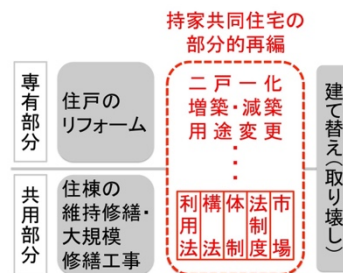 持家共同住宅の
部分的再編
専有部分
住戸の
リフォーム
二戸一化
増築・減築
用途変更
・
・
・
建て替え（取り壊し）
共用部分
住棟の
維持修繕・
大規模
修繕工事
利用法
構法
体制
法制度
市場